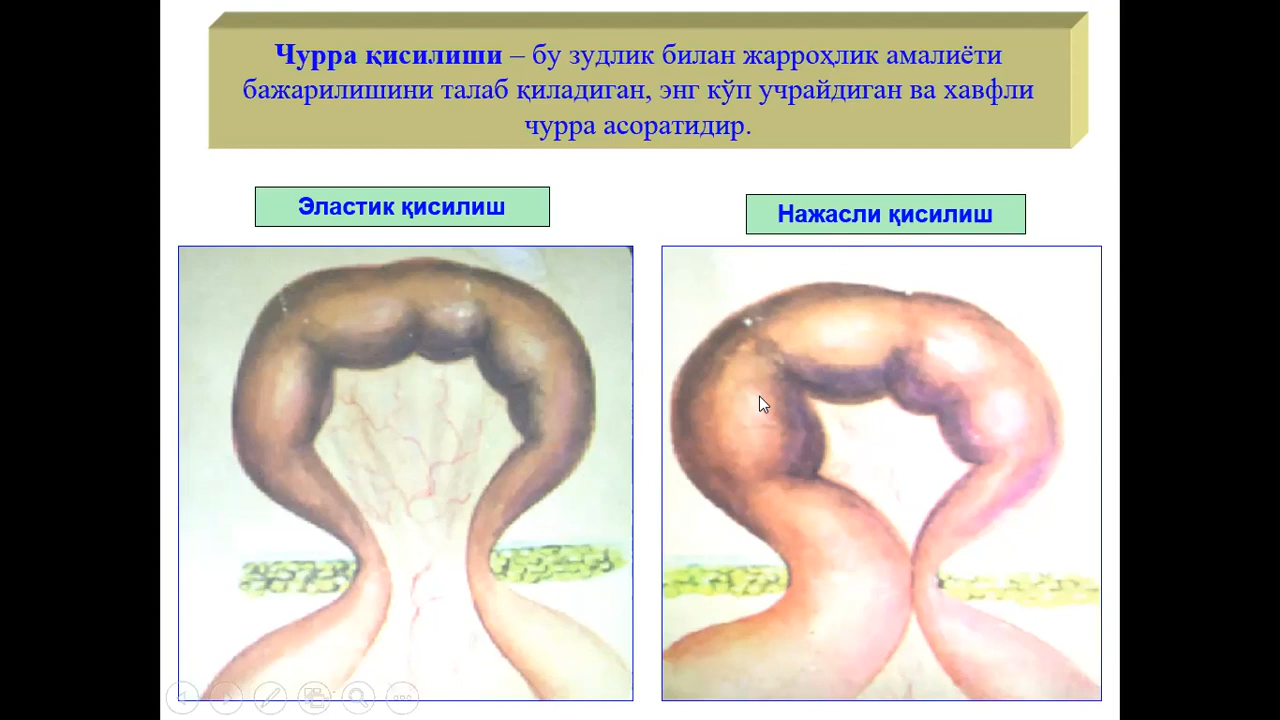 Чурра қисилиши – бу зудлик билан жарроҳлик амалиёти
бажарилишини талаб қиладиган, энг кўп учрайдиган ва хавфли
чурра асоратидир.
Эластик қисилиш
Нажасли қисилиш